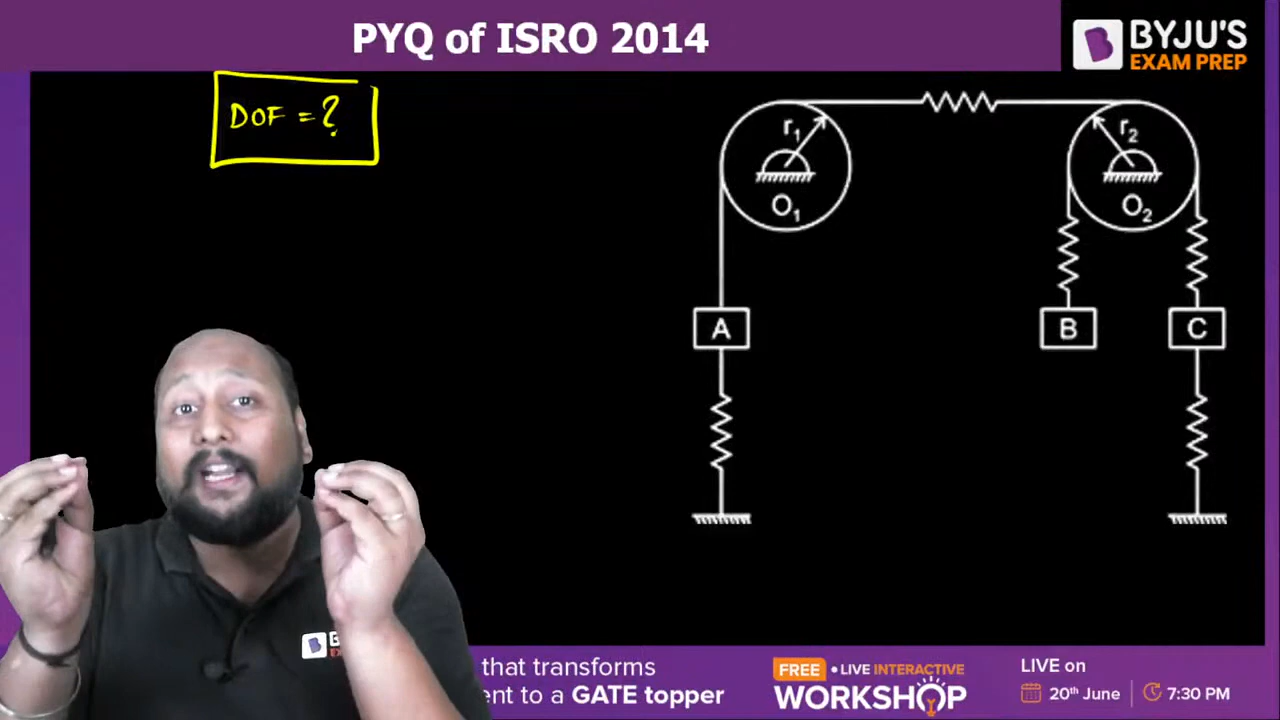 PYQ of ISRO 2014
BYJU'S
EXAM PREP
DOF = ?
r1
r2
O1
O2
A
B
C
that transforms
ent to a GATE topper
FREE • LIVE INTERACTIVE
WORKSHOP
LIVE on
20th June
7:30 PM